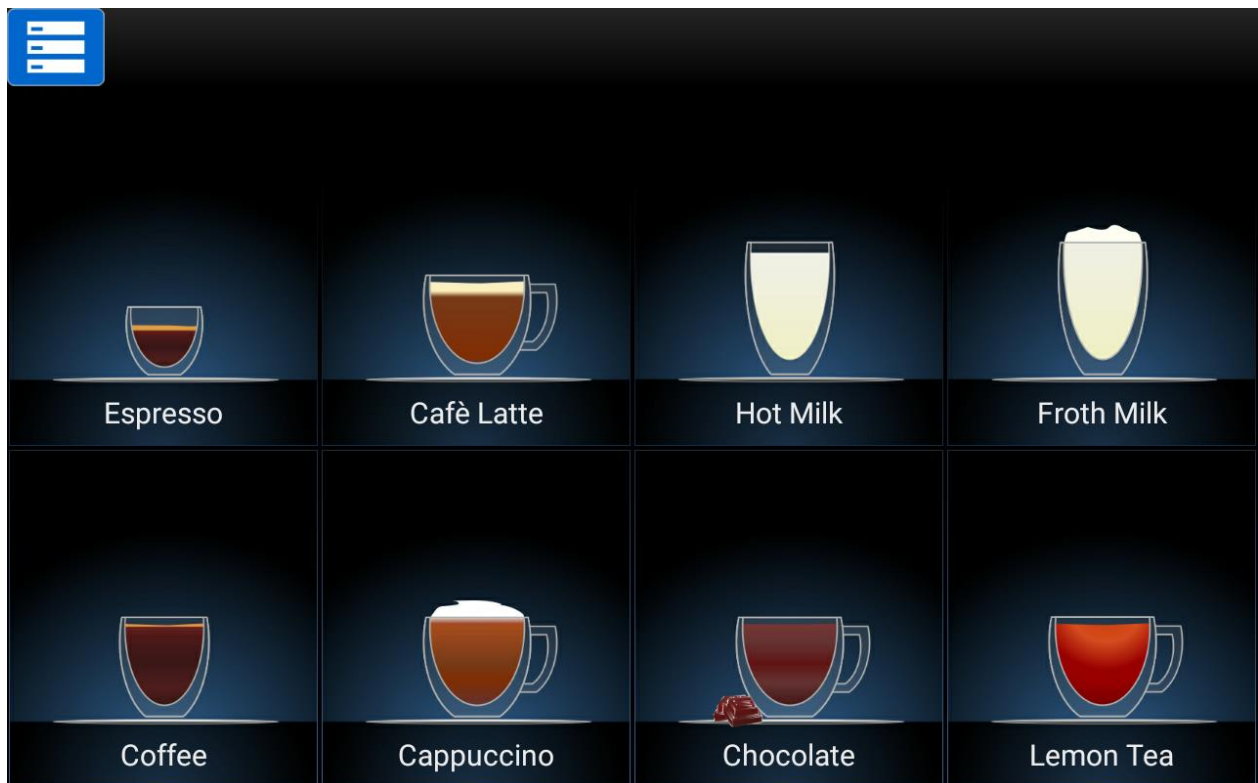 Espresso
Cafè Latte
Hot Milk
Froth Milk
Coffee
Cappuccino
Chocolate
Lemon Tea